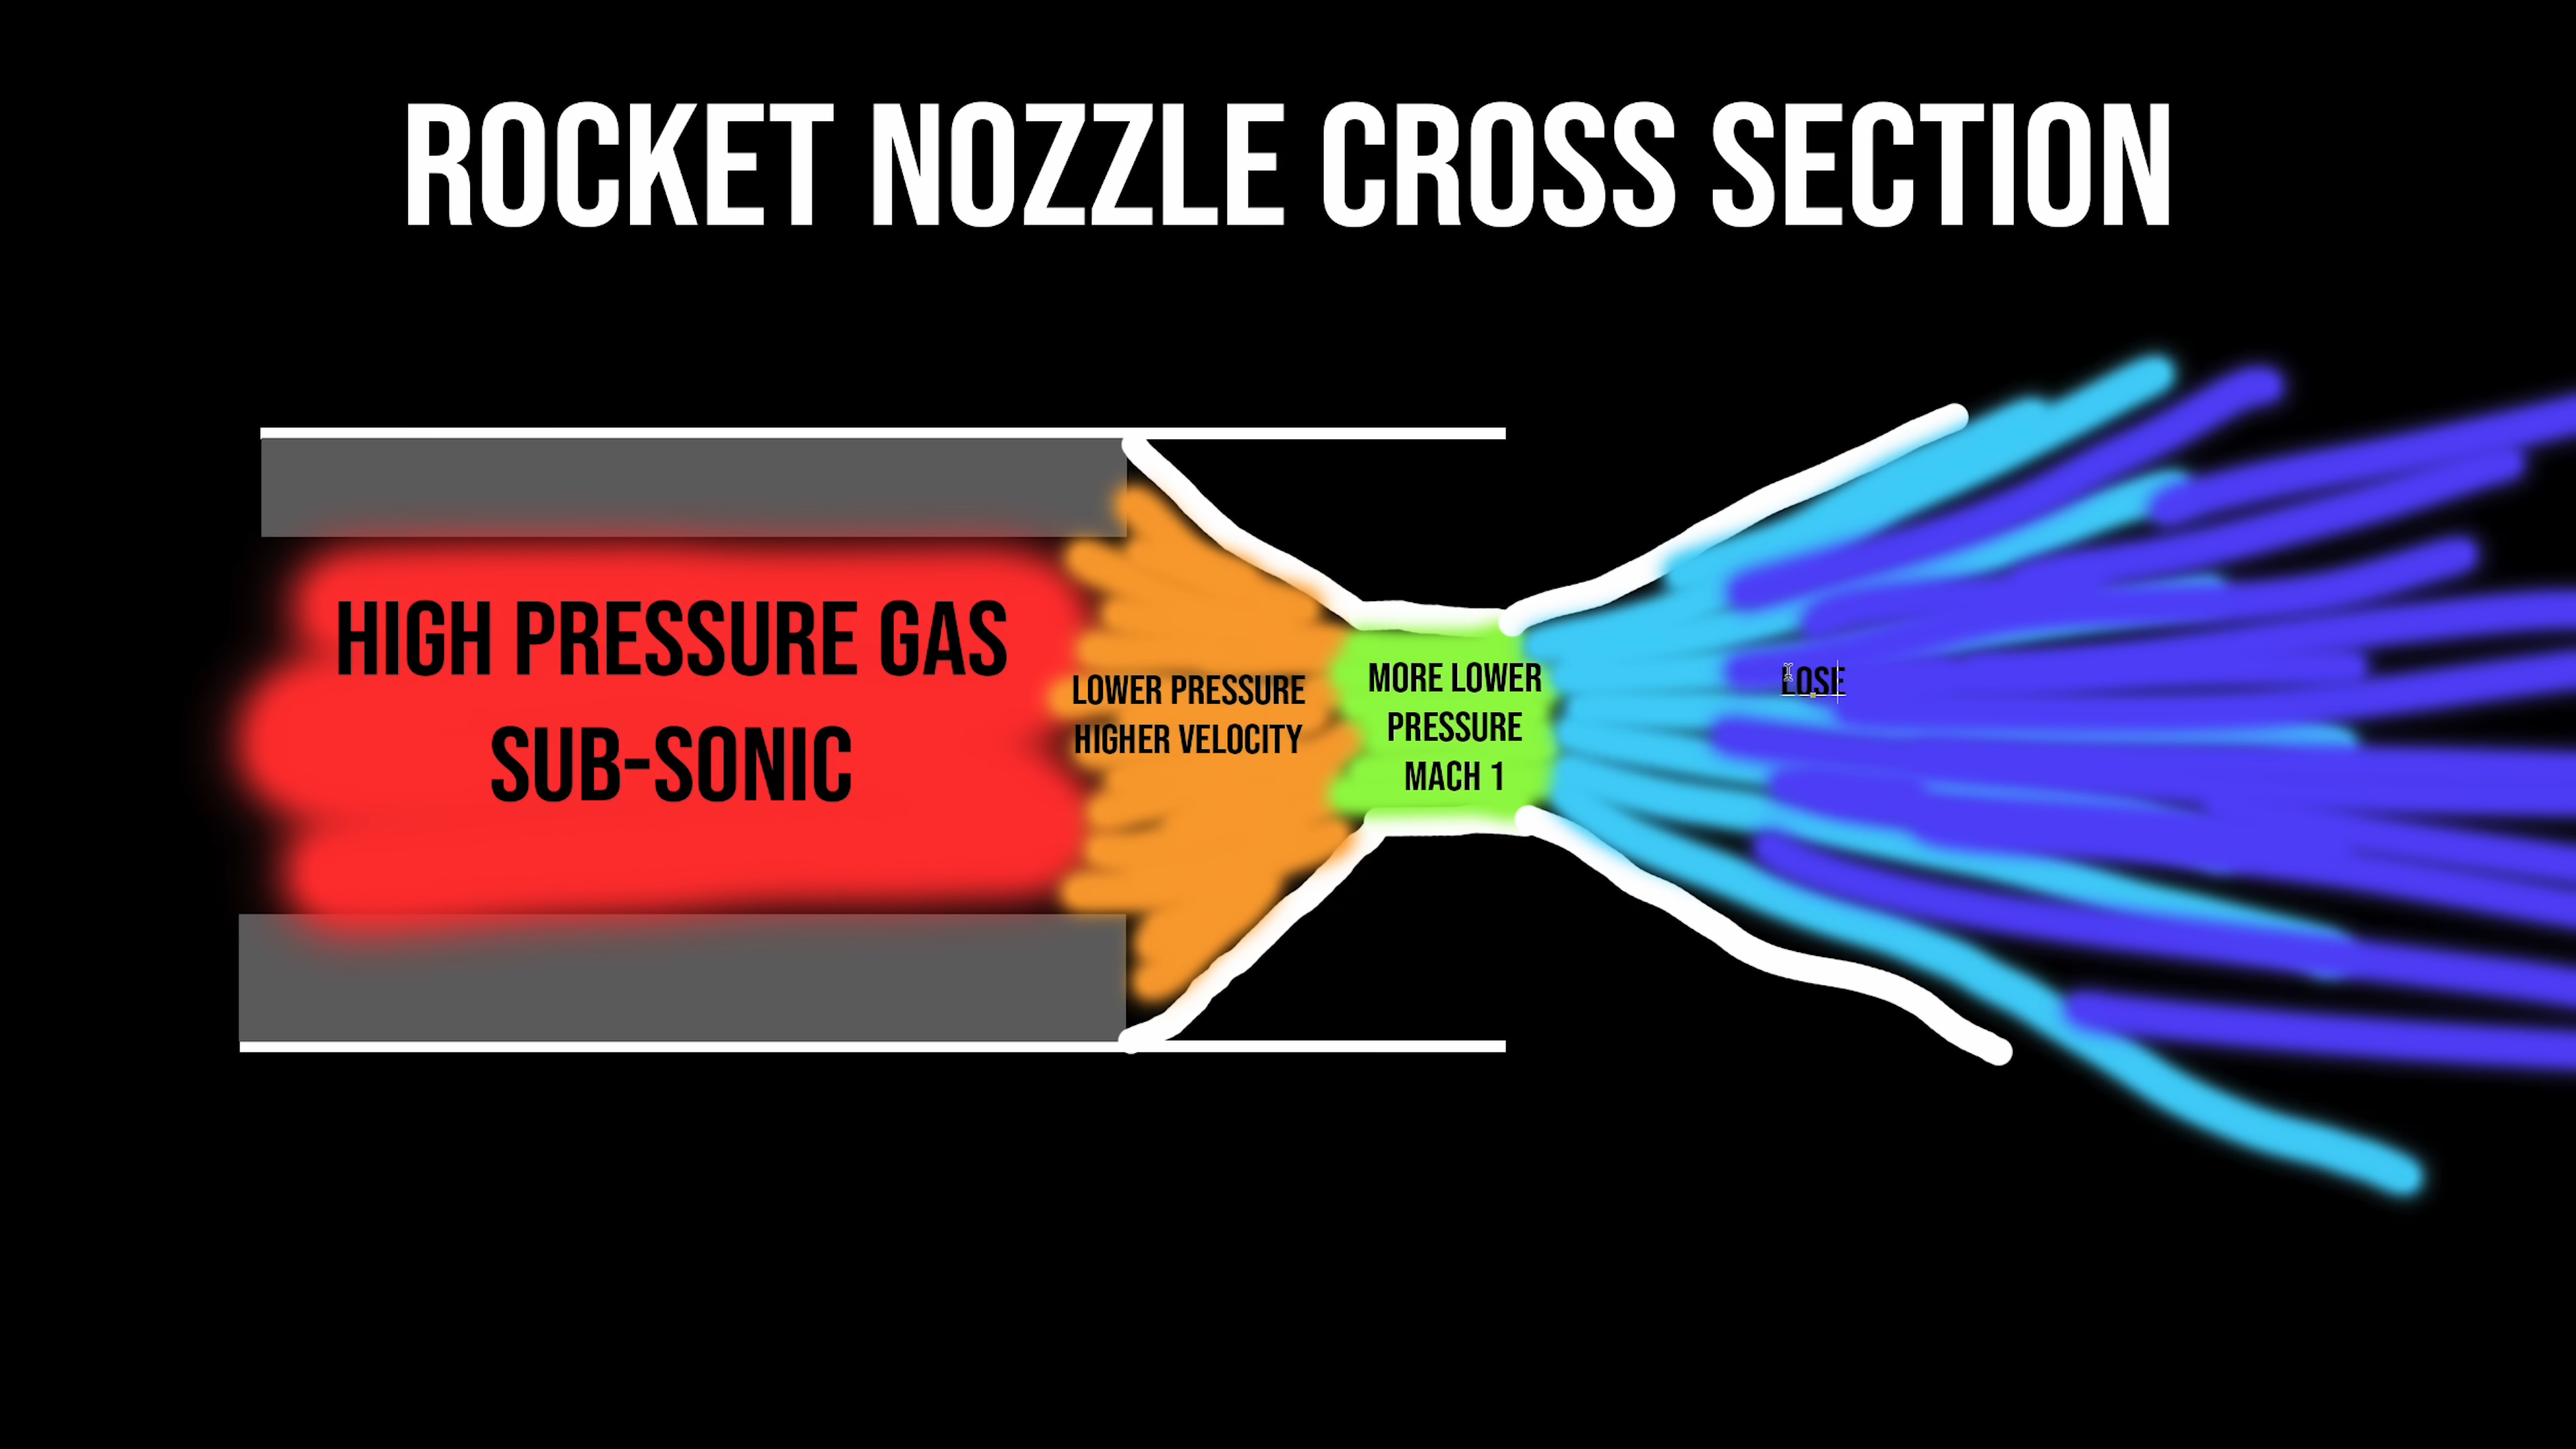 ROCKET NOZZLE CROSS SECTION
HIGH PRESSURE GAS
SUB-SONIC
LOWER PRESSURE
HIGHER VELOCITY
MORE LOWER
PRESSURE
MACH 1
LOSE